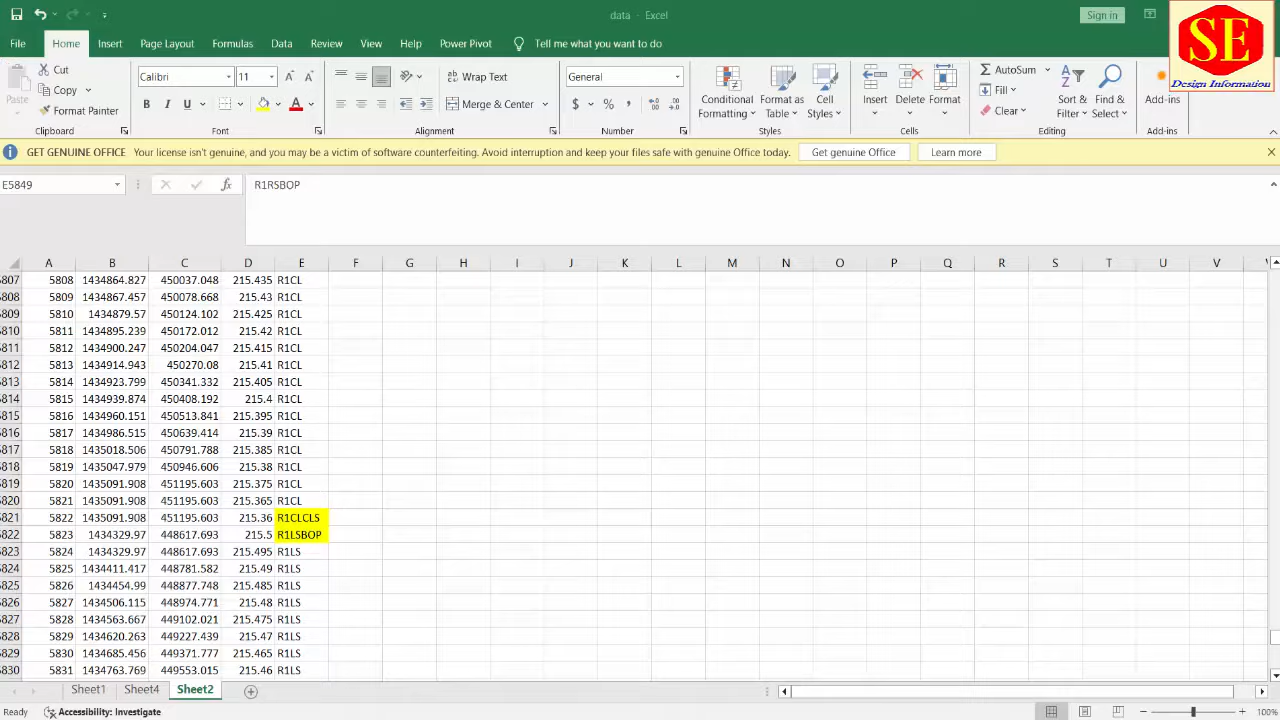 data - Excel
Sign in
SE
Design Information
File Home Insert Page Layout Formulas Data Review View Help Power Pivot Tell me what you want to do
Paste
Cut
Copy
Format Painter
Clipboard
Calibri 11
B I U
Font
Wrap Text
Merge & Center
Alignment
General
$ % ,
Number
Conditional Formatting
Format as Table
Cell Styles
Styles
Insert Delete Format
Cells
AutoSum
Fill
Clear
Sort & Filter
Find & Select
Editing
Add-ins
Add-ins
GET GENUINE OFFICE Your license isn't genuine, and you may be a victim of software counterfeiting. Avoid interruption and keep your files safe with genuine Office today. Get genuine Office Learn more
E5849 fx R1RSBOP
A B C D E F G H I J K L M N O P Q R S T U V
5807 5808 1434864.827 450037.048 215.435 R1CL
5808 5809 1434867.457 450078.668 215.43 R1CL
5809 5810 1434879.57 450124.102 215.425 R1CL
5810 5811 1434895.239 450172.012 215.42 R1CL
5811 5812 1434900.247 450204.047 215.415 R1CL
5812 5813 1434914.943 450270.08 215.41 R1CL
5813 5814 1434923.799 450341.332 215.405 R1CL
5814 5815 1434939.874 450408.192 215.4 R1CL
5815 5816 1434960.151 450513.841 215.395 R1CL
5816 5817 1434986.515 450639.414 215.39 R1CL
5817 5818 1435018.506 450791.788 215.385 R1CL
5818 5819 1435047.979 450946.606 215.38 R1CL
5819 5820 1435091.908 451195.603 215.375 R1CL
5820 5821 1435091.908 451195.603 215.365 R1CL
5821 5822 1435091.908 451195.603 215.36 R1CLCLS
5822 5823 1434329.97 448617.693 215.5 R1LSBOP
5823 5824 1434329.97 448617.693 215.495 R1LS
5824 5825 1434411.417 448781.582 215.49 R1LS
5825 5826 1434454.99 448877.748 215.485 R1LS
5826 5827 1434506.115 448974.771 215.48 R1LS
5827 5828 1434563.667 449102.021 215.475 R1LS
5828 5829 1434620.263 449227.439 215.47 R1LS
5829 5830 1434685.456 449371.777 215.465 R1LS
5830 5831 1434763.769 449553.015 215.46 R1LS
Sheet1 Sheet4 Sheet2
Ready Accessibility: Investigate 100%